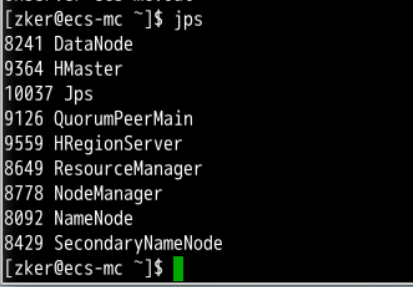 [zker@ecs-mc ~]$ jps
8241 DataNode
9364 HMaster
10037 Jps
9126 QuorumPeerMain
9559 HRegionServer
8649 ResourceManager
8778 NodeManager
8092 NameNode
8429 SecondaryNameNode
[zker@ecs-mc ~]$